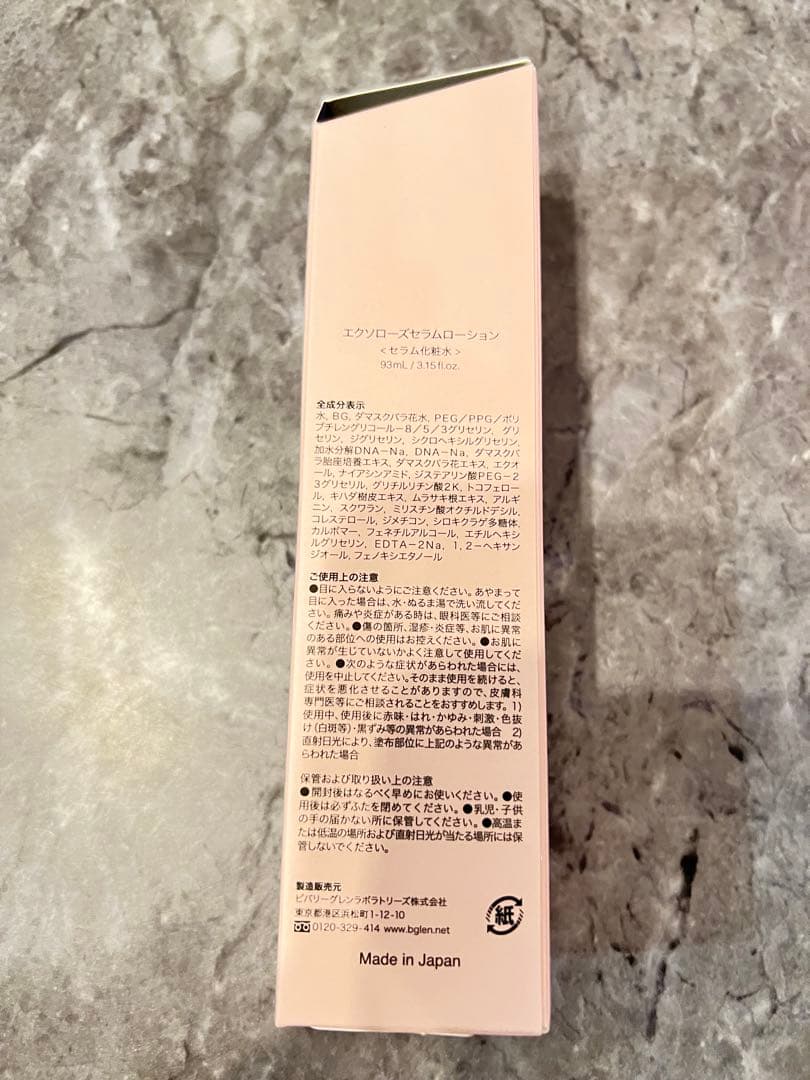 エクソローズセラムローション
＜セラム化粧水＞
93mL / 3.15fl.oz.
全成分表示
水, BG, ダマスクバラ花水, PEG／PPG／ポリ
ブチレングリコール－8／5／3グリセリン, グリ
セリン, ジグリセリン, シクロヘキシルグリセリン,
加水分解DNA－Na, DNA－Na, ダマスクバ
ラ胎座培養エキス, ダマスクバラ花エキス, エクオ
ール, ナイアシンアミド, ジステアリン酸PEG－2
3グリセリル, グリチルリチン酸2K, トコフェロー
ル, キハダ樹皮エキス, ムラサキ根エキス, アルギ
ニン, スクワラン, ミリスチン酸オクチルドデシル,
コレステロール, ジメチコン, シロキクラゲ多糖体,
カルボマー, フェネチルアルコール, エチルヘキシ
ルグリセリン, EDTA－2Na, 1, 2－ヘキサン
ジオール, フェノキシエタノール
ご使用上の注意
●目に入らないようにご注意ください。あやまって
目に入った場合は、水・ぬるま湯で洗い流してくだ
さい。痛みや炎症がある時は、眼科医等にご相談
ください。●傷の箇所、湿疹・炎症等、お肌に異常
のある部位への使用はお控えください。●お肌に
異常が生じていないかよく注意して使用してくだ
さい。●次のような症状があらわれた場合には、
使用を中止してください。そのまま使用を続けると、
症状を悪化させることがありますので、皮膚科
専門医等にご相談されることをおすすめします。1)
使用中、使用後に赤味・はれ・かゆみ・刺激・色抜
け（白斑等）・黒ずみ等の異常があらわれた場合 2)
直射日光により、塗布部位に上記のような異常があ
らわれた場合
保管および取り扱い上の注意
●開封後はなるべく早めにお使いください。●使
用後は必ずふたを閉めてください。●乳児・子供
の手の届かない所に保管してください。●高温ま
たは低温の場所および直射日光が当たる場所には保
管しないでください。
製造販売元
ビバリーグレンラボラトリーズ株式会社
東京都港区浜松町1-12-10
0120-329-414 www.bglen.net
紙
Made in Japan